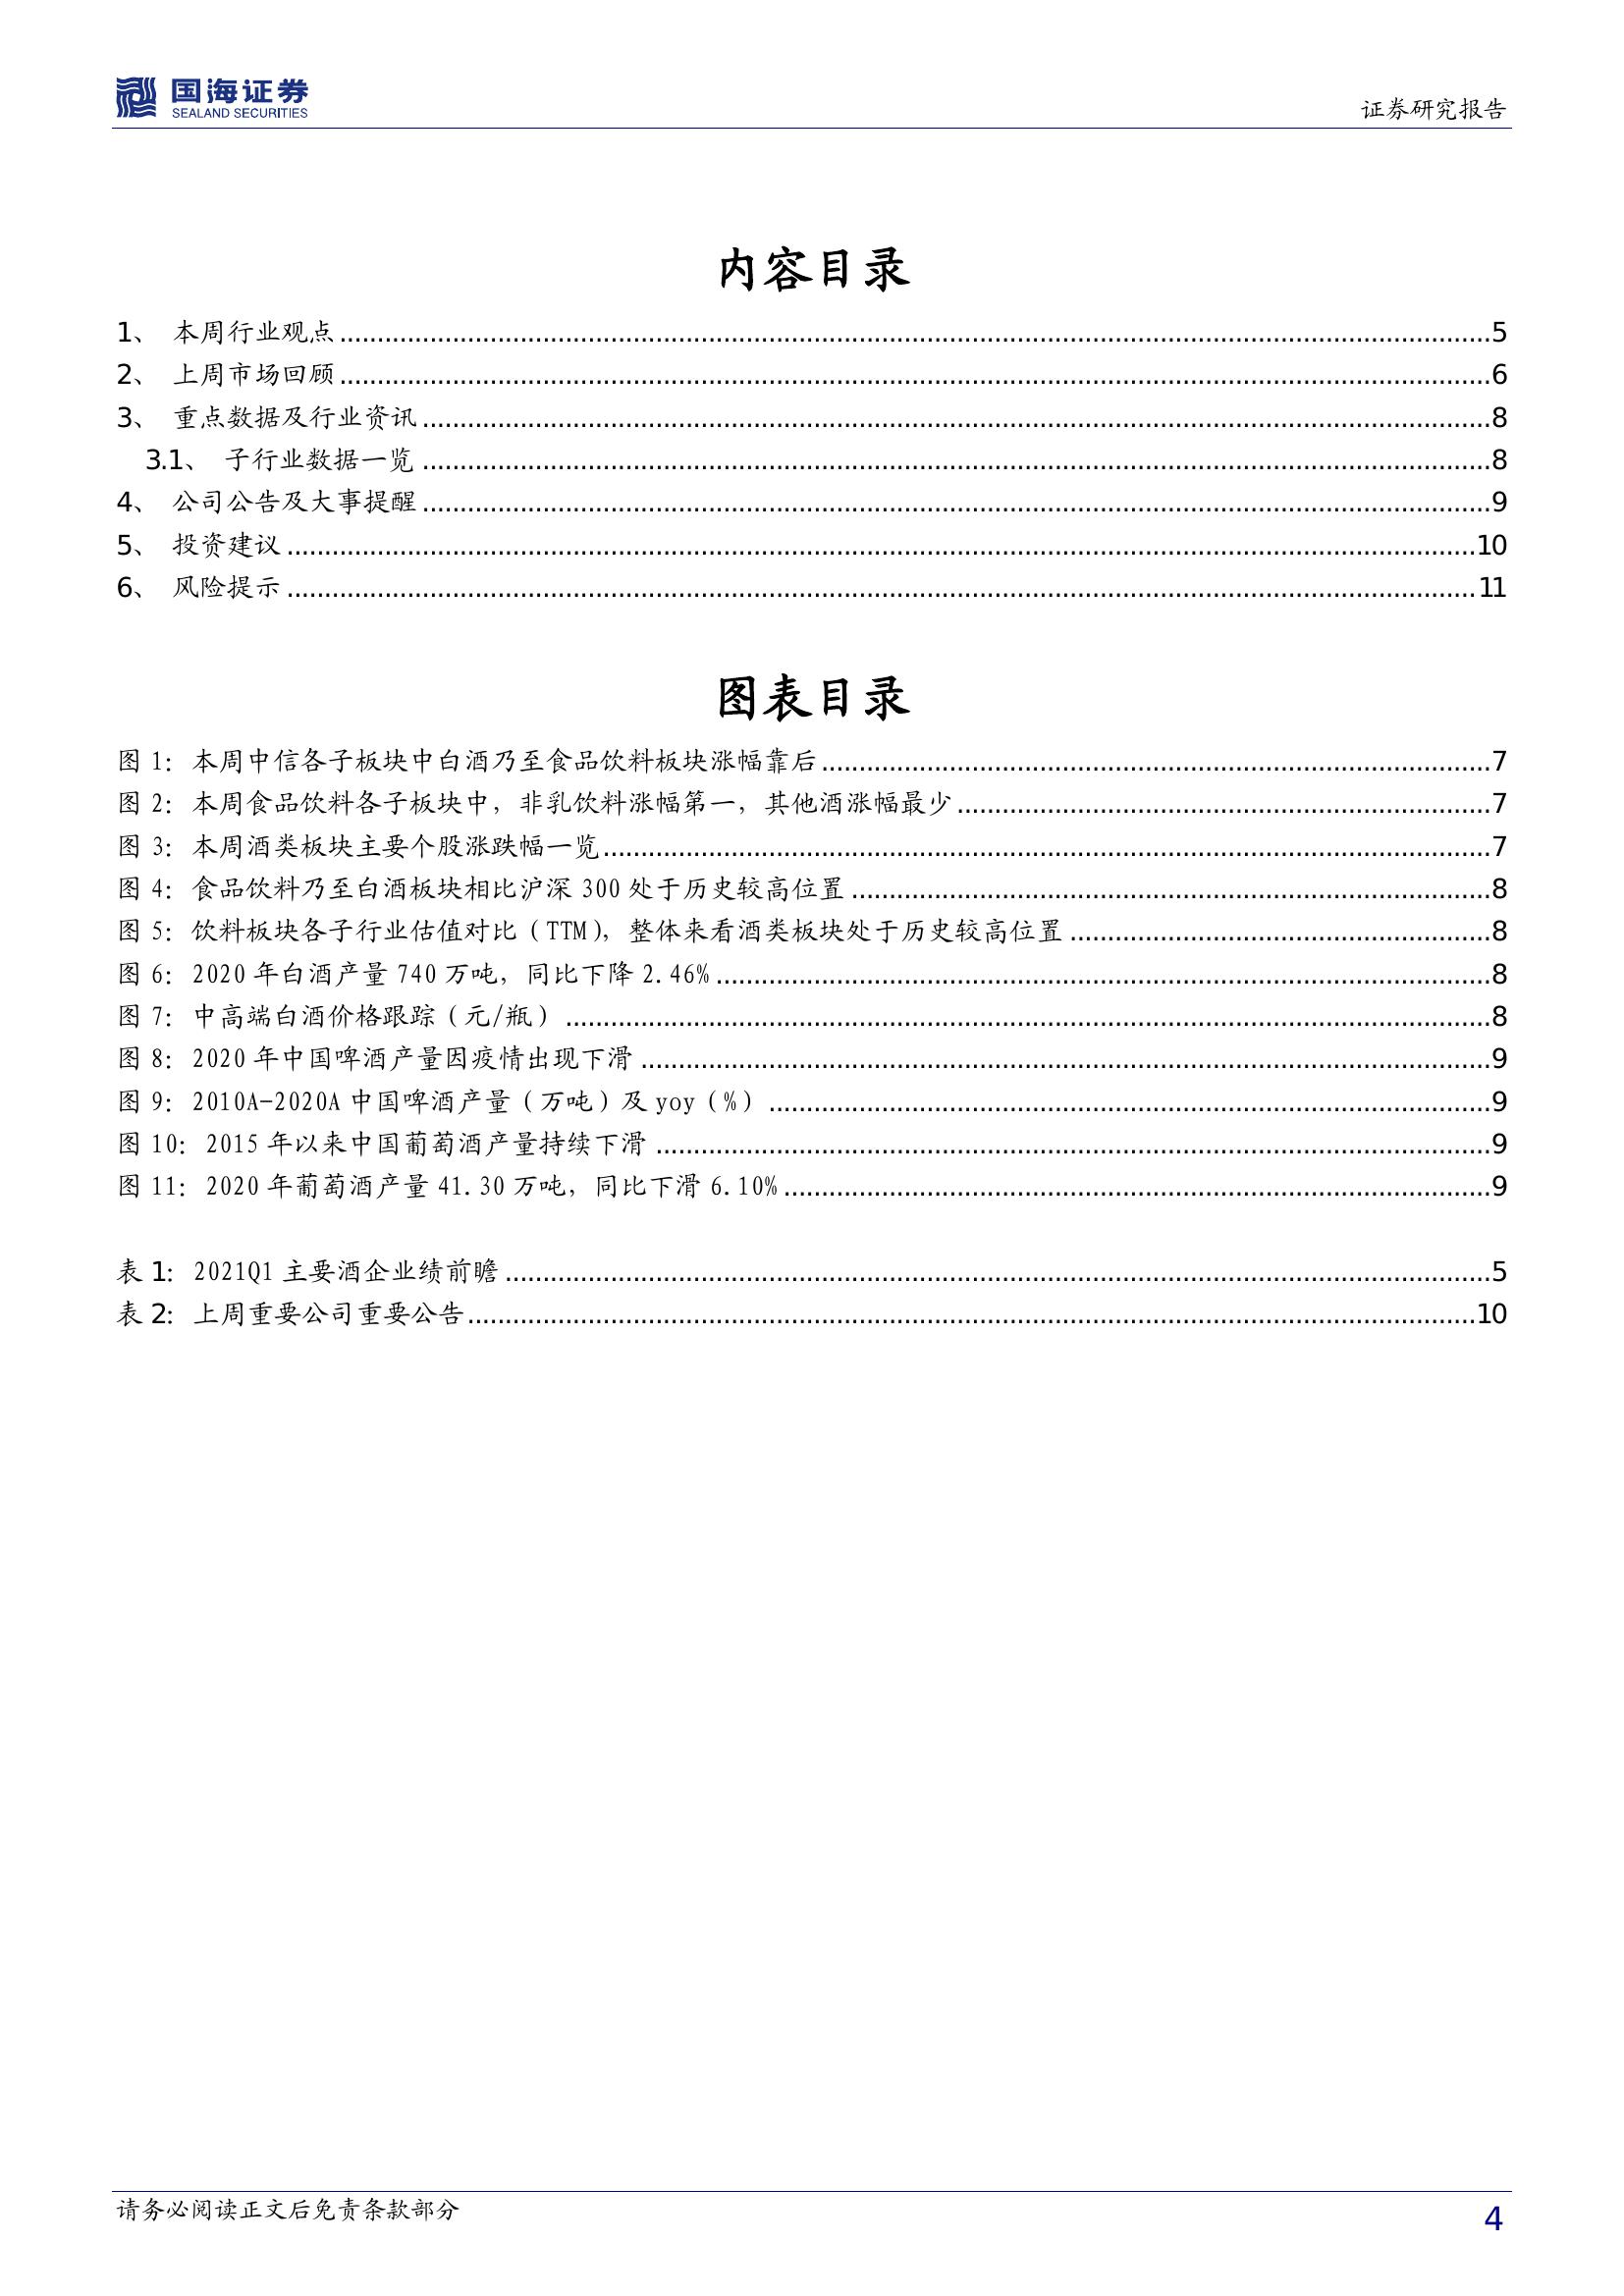 国海证券
SEALAND SECURITIES
证券研究报告
内容目录
1、 本周行业观点........................................5
2、 上周市场回顾........................................6
3、 重点数据及行业资讯........................................8
3.1、 子行业数据一览........................................8
4、 公司公告及大事提醒........................................9
5、 投资建议........................................10
6、 风险提示........................................11
图表目录
图 1：本周中信各子板块中白酒乃至食品饮料板块涨幅靠后........................................7
图 2：本周食品饮料各子板块中，非乳饮料涨幅第一，其他酒涨幅最少........................................7
图 3：本周酒类板块主要个股涨跌幅一览........................................7
图 4：食品饮料乃至白酒板块相比沪深 300 处于历史较高位置........................................8
图 5：饮料板块各子行业估值对比（TTM），整体来看酒类板块处于历史较高位置........................................8
图 6：2020 年白酒产量 740 万吨，同比下降 2.46%........................................8
图 7：中高端白酒价格跟踪（元/瓶）........................................8
图 8：2020 年中国啤酒产量因疫情出现下滑........................................9
图 9：2010A-2020A 中国啤酒产量（万吨）及 yoy（%）........................................9
图 10：2015 年以来中国葡萄酒产量持续下滑........................................9
图 11：2020 年葡萄酒产量 41.30 万吨，同比下滑 6.10%........................................9
表 1：2021Q1 主要酒企业绩前瞻........................................5
表 2：上周重要公司重要公告........................................10
请务必阅读正文后免责条款部分
4